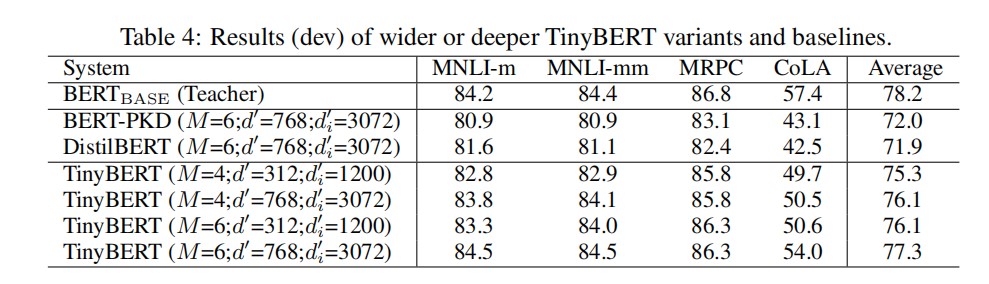 Table 4: Results (dev) of wider or deeper TinyBERT variants and baselines.
System MNLI-m MNLI-mm MRPC CoLA Average
BERT_BASE (Teacher) 84.2 84.4 86.8 57.4 78.2
BERT-PKD (M=6;d′=768;d′_i=3072) 80.9 80.9 83.1 43.1 72.0
DistilBERT (M=6;d′=768;d′_i=3072) 81.6 81.1 82.4 42.5 71.9
TinyBERT (M=4;d′=312;d′_i=1200) 82.8 82.9 85.8 49.7 75.3
TinyBERT (M=4;d′=768;d′_i=3072) 83.8 84.1 85.8 50.5 76.1
TinyBERT (M=6;d′=312;d′_i=1200) 83.3 84.0 86.3 50.6 76.1
TinyBERT (M=6;d′=768;d′_i=3072) 84.5 84.5 86.3 54.0 77.3